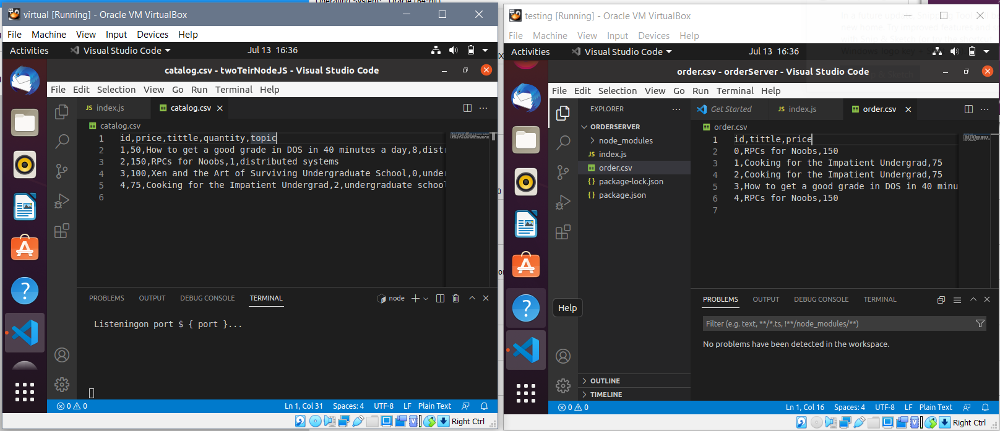 Operating System: Oracle (64-bit)
virtual [Running] - Oracle VM VirtualBox
File Machine View Input Devices Help
Activities Visual Studio Code Jul 13 16:36
catalog.csv - twoTeirNodeJS - Visual Studio Code
File Edit Selection View Go Run Terminal Help
JS index.js catalog.csv
catalog.csv
1 id,price,tittle,quantity,topic
2 1,50,How to get a good grade in DOS in 40 minutes a day,8,distr
3 2,150,RPCs for Noobs,1,distributed systems
4 3,100,Xen and the Art of Surviving Undergraduate School,0,under
5 4,75,Cooking for the Impatient Undergrad,2,undergraduate school
6
PROBLEMS OUTPUT DEBUG CONSOLE TERMINAL node
Listeningon port $ { port }...
0 0 Ln 1, Col 31 Spaces: 4 UTF-8 LF Plain Text
Right Ctrl
testing [Running] - Oracle VM VirtualBox
File Machine View Input Devices Help
Activities Visual Studio Code Jul 13 16:36
order.csv - orderServer - Visual Studio Code
File Edit Selection View Go Run Terminal Help
EXPLORER
ORDERSERVER
node_modules
JS index.js
order.csv
{} package-lock.json
{} package.json
OUTLINE
TIMELINE
Help
Get Started JS index.js order.csv
order.csv
1 id,tittle,price
2 0,RPCs for Noobs,150
3 1,Cooking for the Impatient Undergrad,75
4 2,Cooking for the Impatient Undergrad,75
5 3,How to get a good grade in DOS in 40 minu
6 4,RPCs for Noobs,150
7
PROBLEMS OUTPUT DEBUG CONSOLE TERMINAL
Filter (e.g. text, **/*.ts, !**/node_modules/**)
No problems have been detected in the workspace.
0 0 Ln 1, Col 16 Spaces: 4 UTF-8 LF Plain Text
Right Ctrl